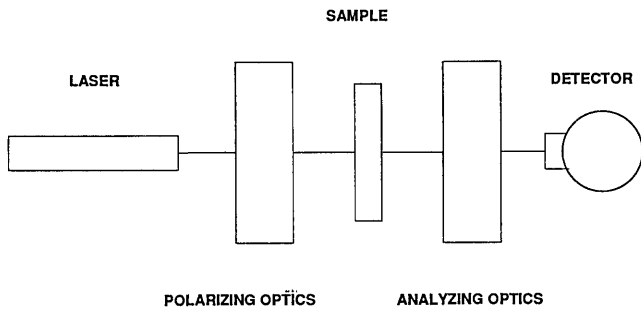 SAMPLE
LASER
DETECTOR
POLARIZING OPTICS
ANALYZING OPTICS